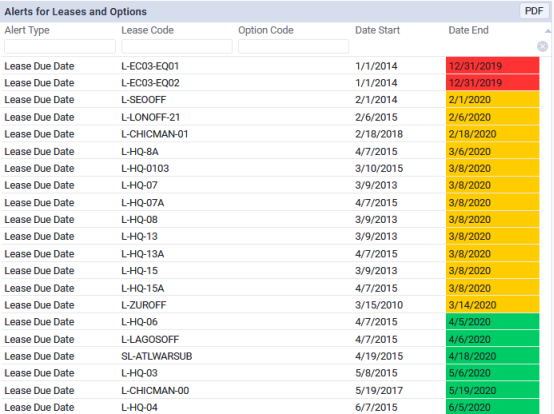 Alerts for Leases and Options PDF
Alert Type Lease Code Option Code Date Start Date End
Lease Due Date L-EC03-EQ01 1/1/2014 12/31/2019
Lease Due Date L-EC03-EQ02 1/1/2014 12/31/2019
Lease Due Date L-SEOOFF 2/1/2014 2/1/2020
Lease Due Date L-LONOFF-21 2/6/2015 2/6/2020
Lease Due Date L-CHICMAN-01 2/18/2018 2/18/2020
Lease Due Date L-HQ-8A 4/7/2015 3/6/2020
Lease Due Date L-HQ-0103 3/10/2015 3/8/2020
Lease Due Date L-HQ-07 3/9/2013 3/8/2020
Lease Due Date L-HQ-07A 4/7/2015 3/8/2020
Lease Due Date L-HQ-08 3/9/2013 3/8/2020
Lease Due Date L-HQ-13 3/9/2013 3/8/2020
Lease Due Date L-HQ-13A 4/7/2015 3/8/2020
Lease Due Date L-HQ-15 3/9/2013 3/8/2020
Lease Due Date L-HQ-15A 4/7/2015 3/8/2020
Lease Due Date L-ZUROFF 3/15/2010 3/14/2020
Lease Due Date L-HQ-06 4/7/2015 4/5/2020
Lease Due Date L-LAGOSOFF 4/7/2015 4/6/2020
Lease Due Date SL-ATLWARSUB 4/19/2015 4/18/2020
Lease Due Date L-HQ-03 5/8/2015 5/6/2020
Lease Due Date L-CHICMAN-00 5/19/2017 5/19/2020
Lease Due Date L-HQ-04 6/7/2015 6/5/2020